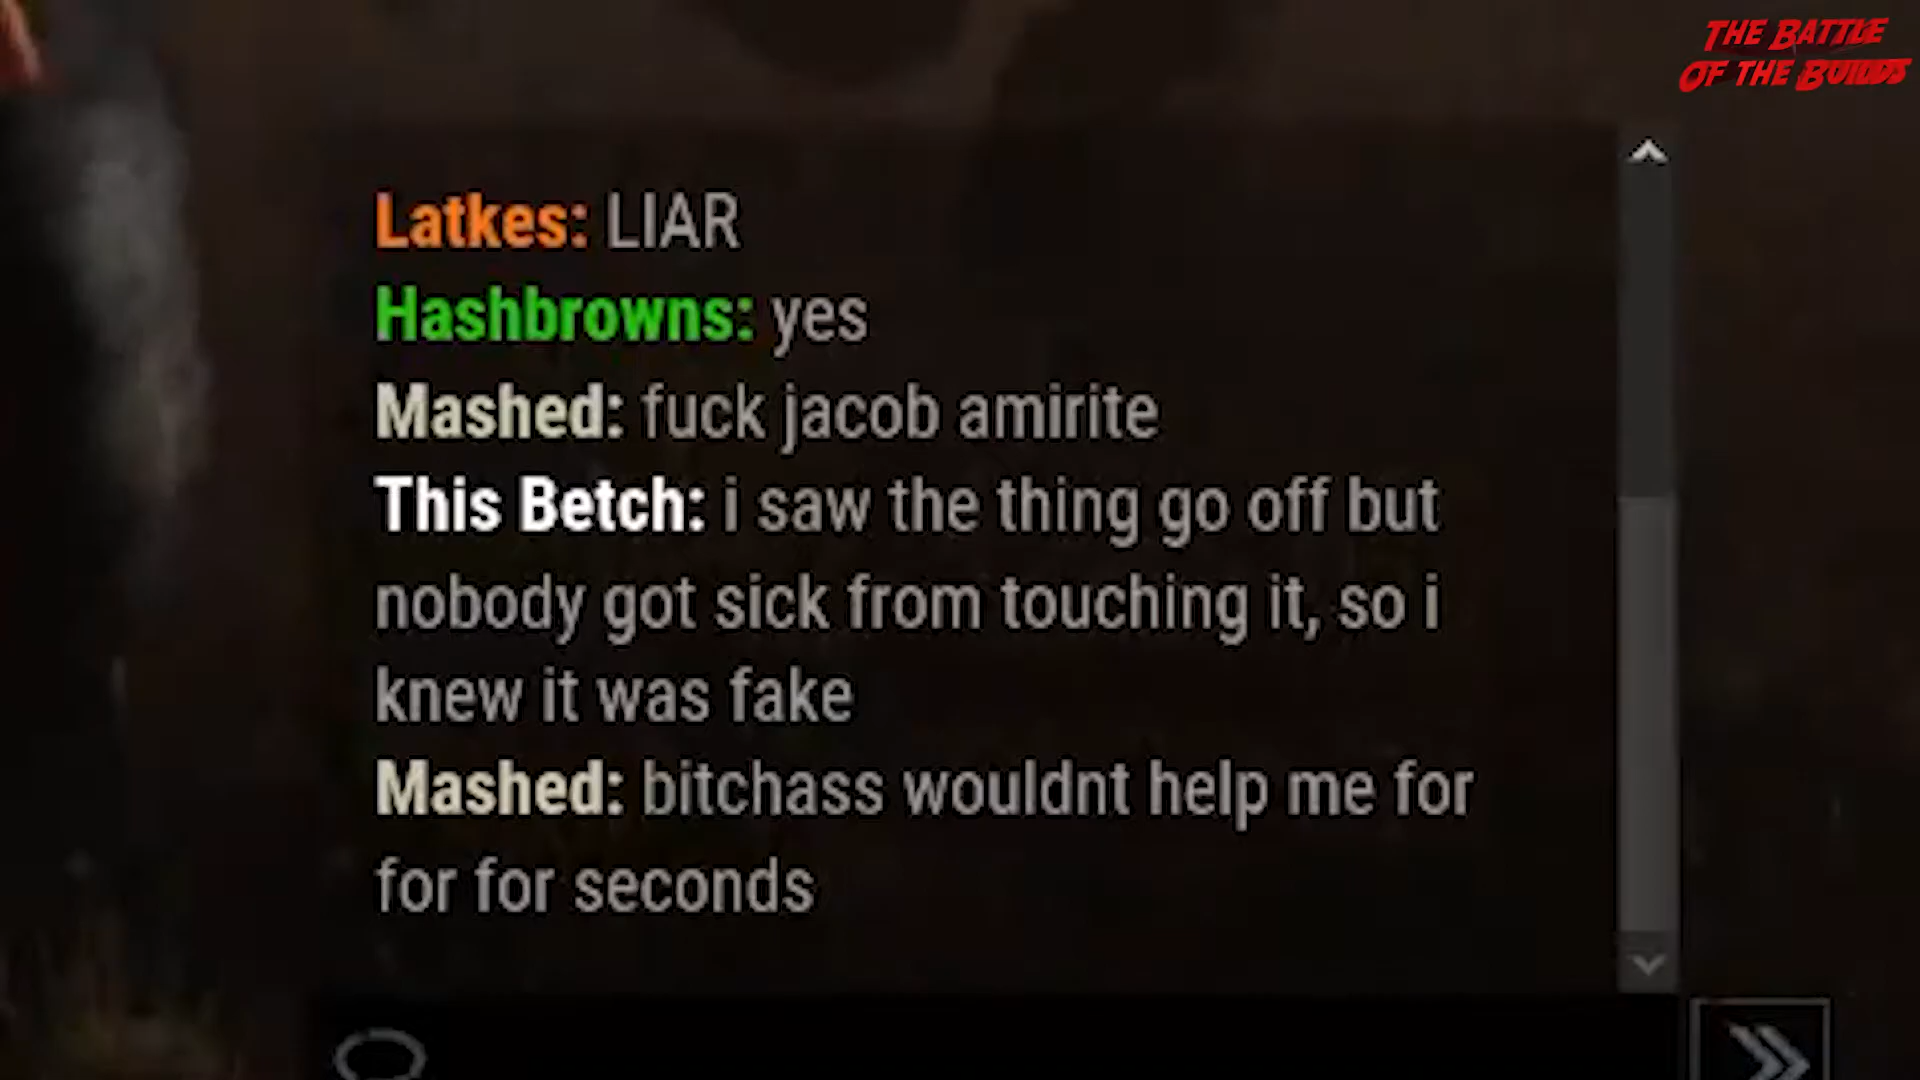 THE BATTLE
OF THE BUILDS
Latkes: LIAR
Hashbrowns: yes
Mashed: fuck jacob amirite
This Betch: i saw the thing go off but
nobody got sick from touching it, so i
knew it was fake
Mashed: bitchass wouldnt help me for
for for seconds